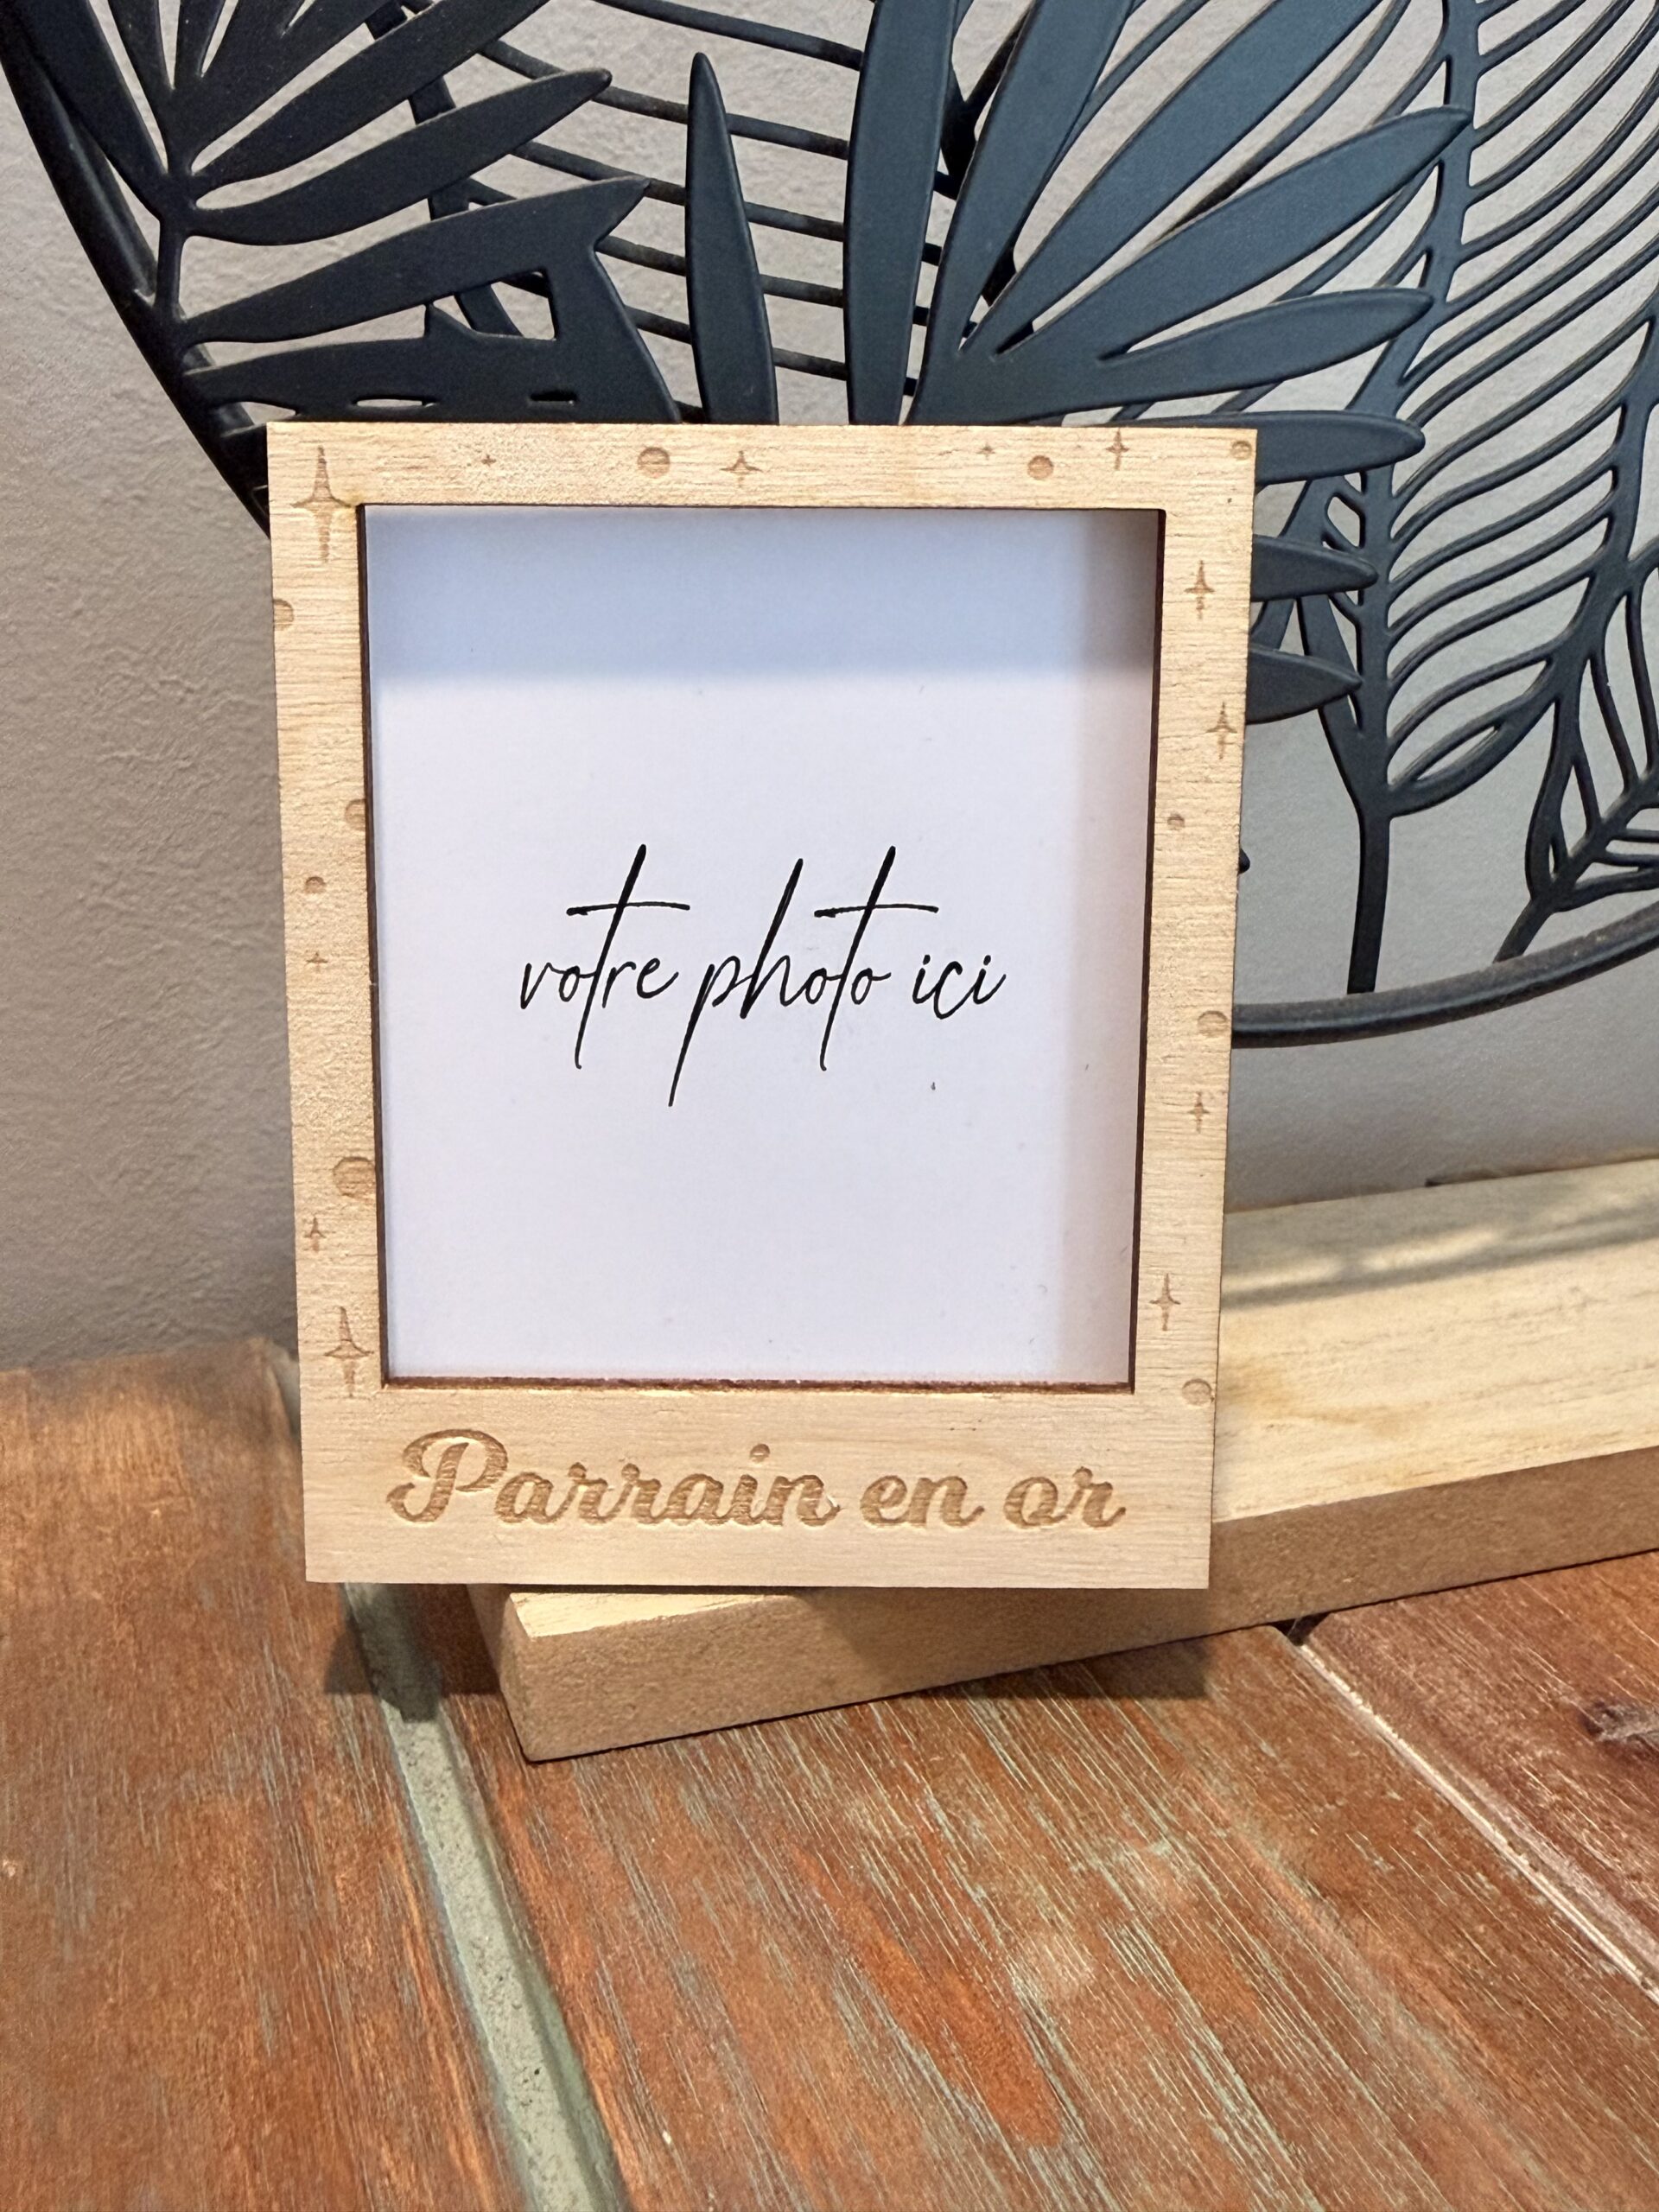 votre photo ici
Parrain en or